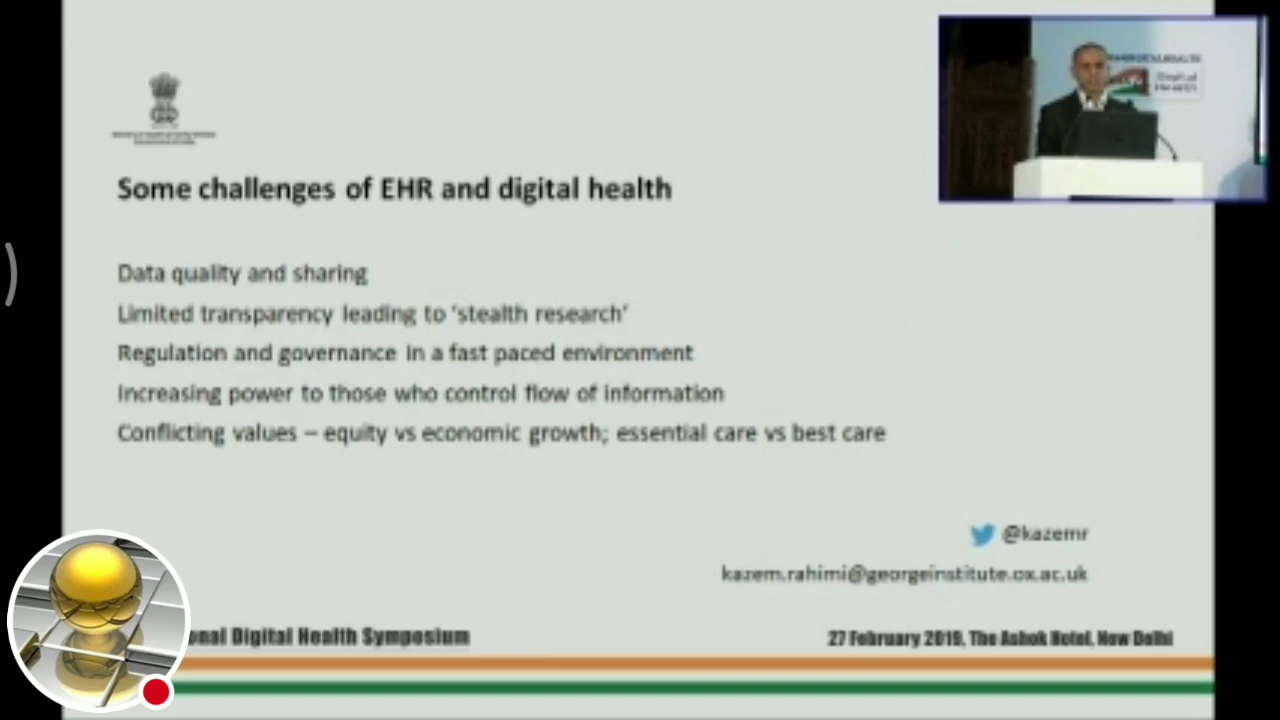 Some challenges of EHR and digital health
Data quality and sharing
Limited transparency leading to ‘stealth research’
Regulation and governance in a fast paced environment
Increasing power to those who control flow of information
Conflicting values – equity vs economic growth; essential care vs best care
@kazemr
kazem.rahimi@georgeinstitute.ox.ac.uk
onal Digital Health Symposium
27 February 2019, The Ashok Hotel, New Delhi
Digital
Health